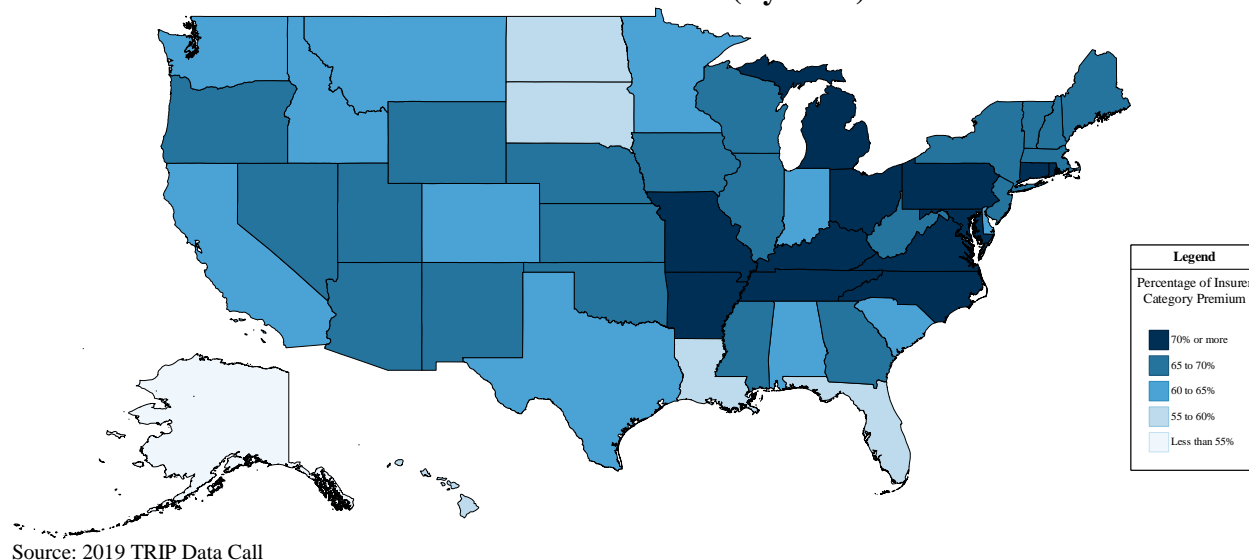 Legend
Percentage of Insurer
Category Premium
70% or more
65 to 70%
60 to 65%
55 to 60%
Less than 55%
Source: 2019 TRIP Data Call